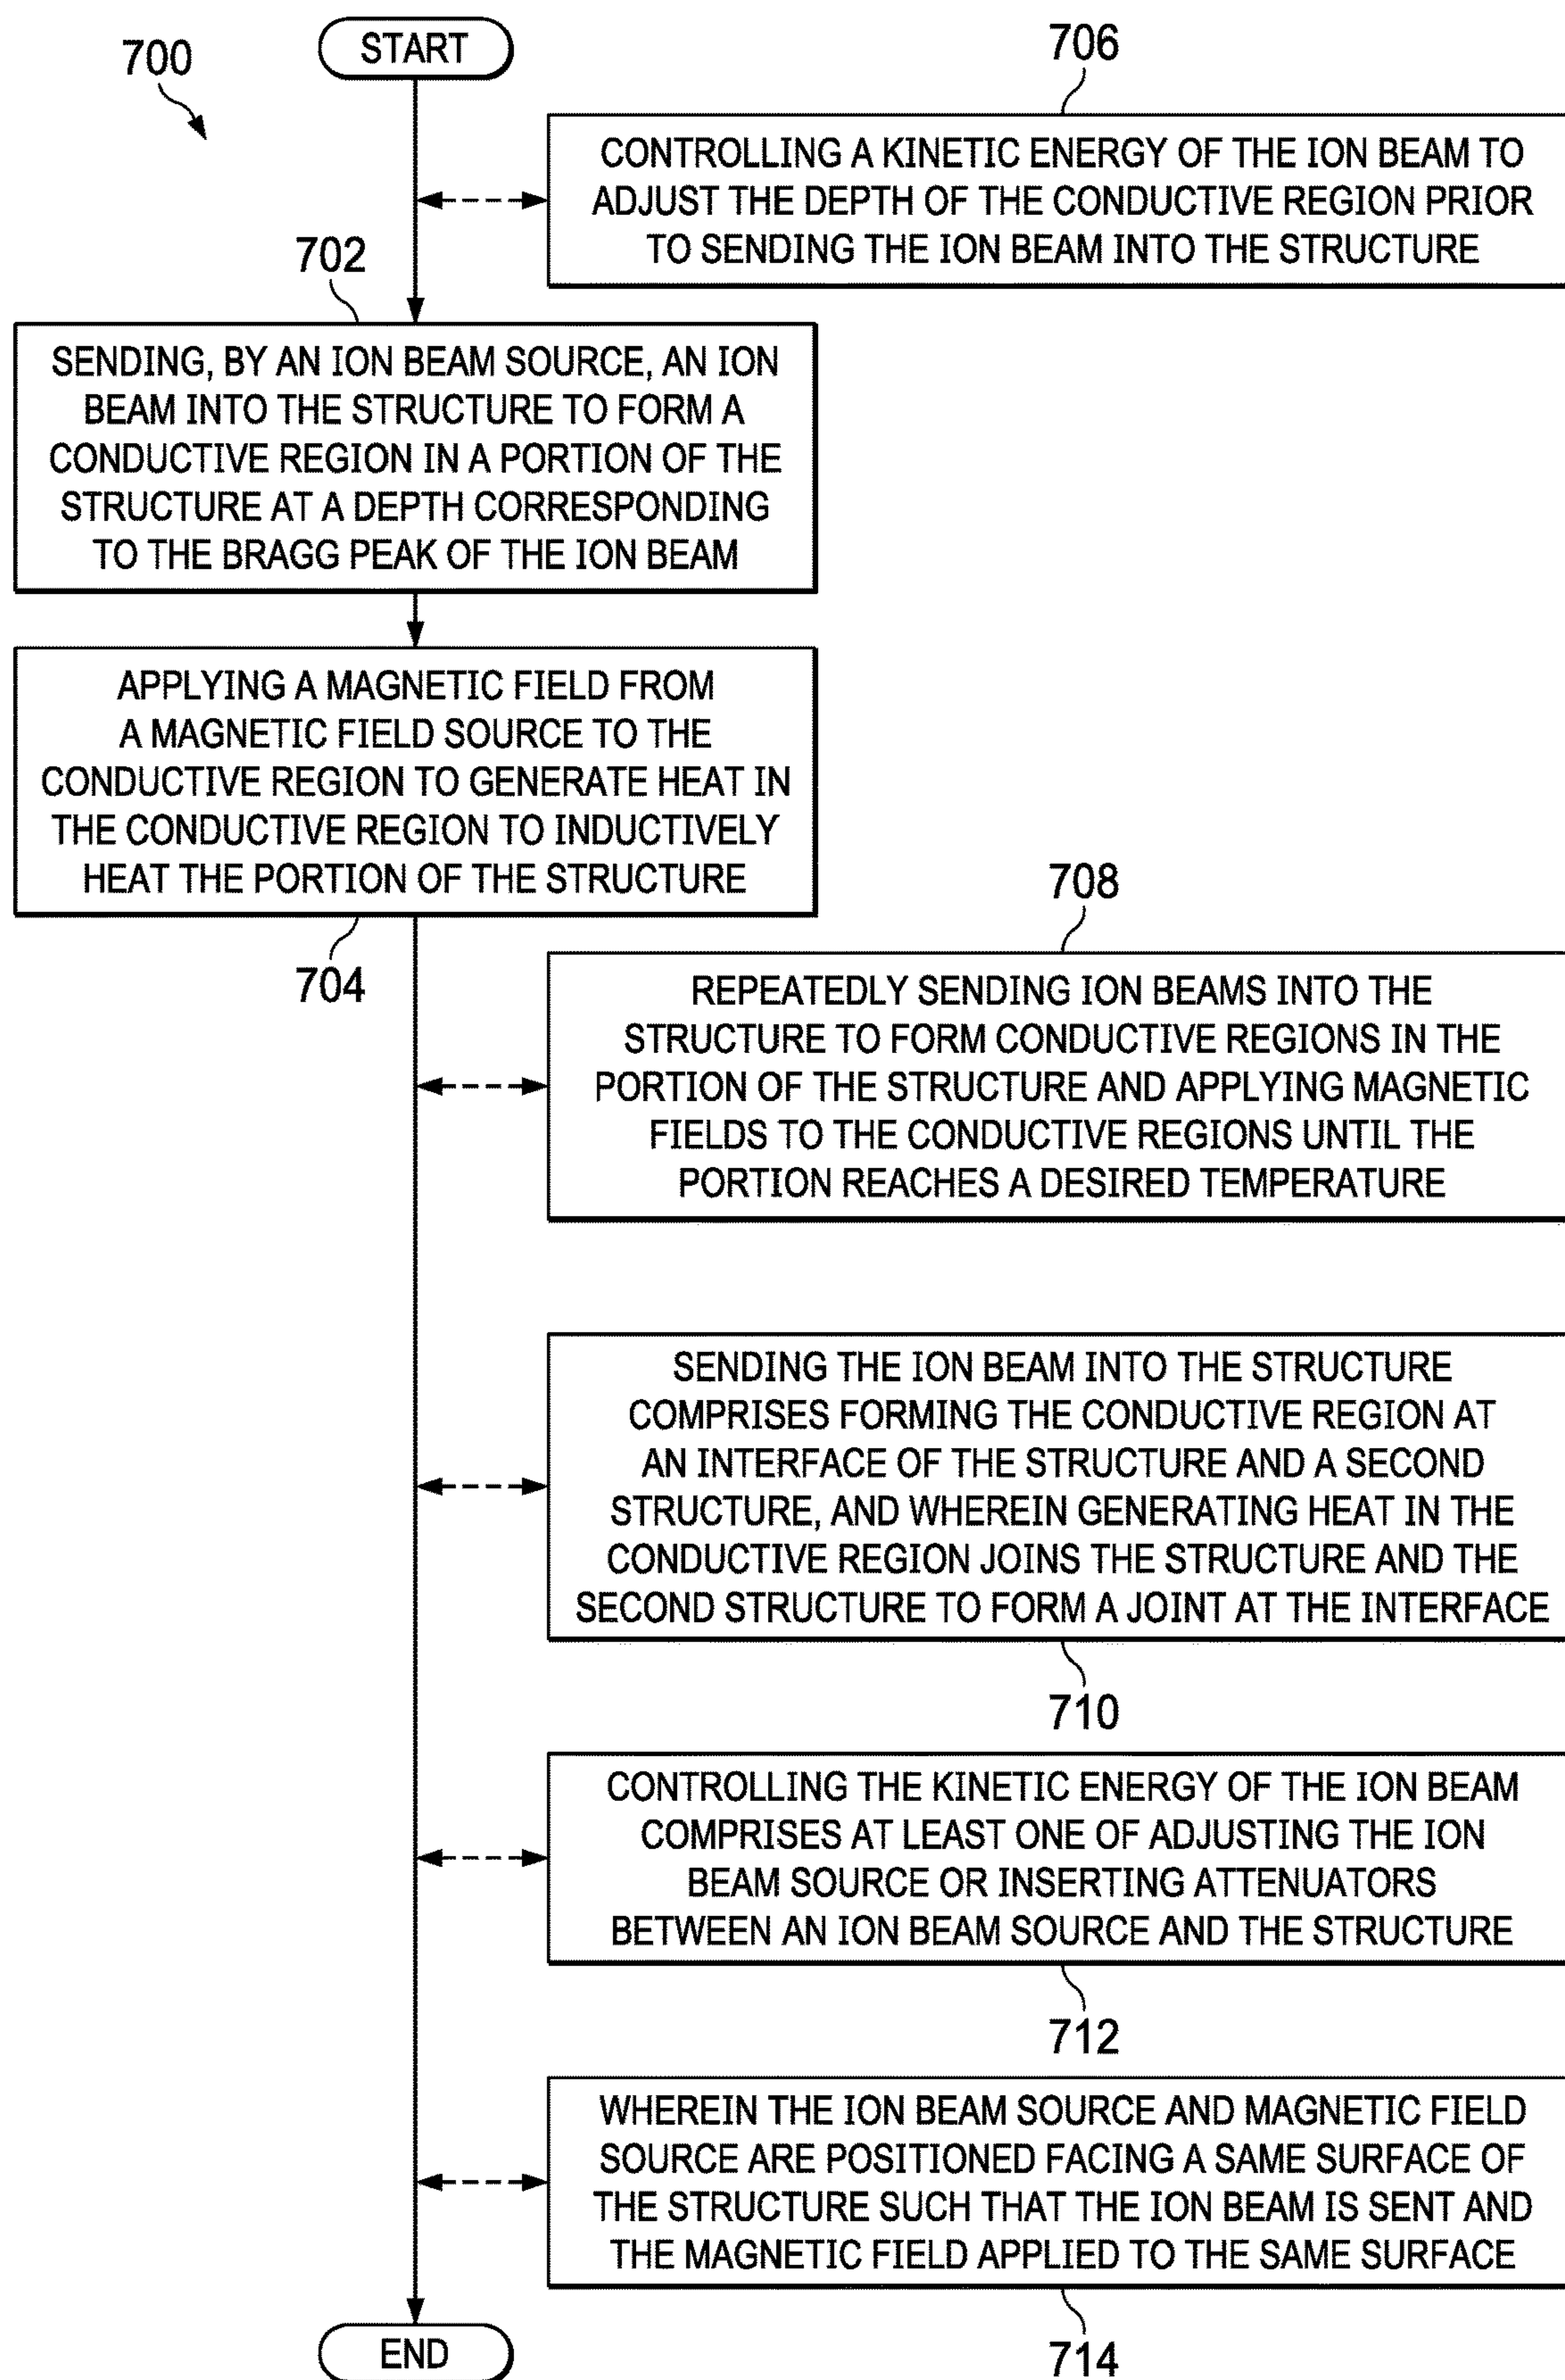 START
700
706
CONTROLLING A KINETIC ENERGY OF THE ION BEAM TO
ADJUST THE DEPTH OF THE CONDUCTIVE REGION PRIOR
TO SENDING THE ION BEAM INTO THE STRUCTURE
702
SENDING, BY AN ION BEAM SOURCE, AN ION
BEAM INTO THE STRUCTURE TO FORM A
CONDUCTIVE REGION IN A PORTION OF THE
STRUCTURE AT A DEPTH CORRESPONDING
TO THE BRAGG PEAK OF THE ION BEAM
APPLYING A MAGNETIC FIELD FROM
A MAGNETIC FIELD SOURCE TO THE
CONDUCTIVE REGION TO GENERATE HEAT IN
THE CONDUCTIVE REGION TO INDUCTIVELY
HEAT THE PORTION OF THE STRUCTURE
704
708
REPEATEDLY SENDING ION BEAMS INTO THE
STRUCTURE TO FORM CONDUCTIVE REGIONS IN THE
PORTION OF THE STRUCTURE AND APPLYING MAGNETIC
FIELDS TO THE CONDUCTIVE REGIONS UNTIL THE
PORTION REACHES A DESIRED TEMPERATURE
SENDING THE ION BEAM INTO THE STRUCTURE
COMPRISES FORMING THE CONDUCTIVE REGION AT
AN INTERFACE OF THE STRUCTURE AND A SECOND
STRUCTURE, AND WHEREIN GENERATING HEAT IN THE
CONDUCTIVE REGION JOINS THE STRUCTURE AND THE
SECOND STRUCTURE TO FORM A JOINT AT THE INTERFACE
710
CONTROLLING THE KINETIC ENERGY OF THE ION BEAM
COMPRISES AT LEAST ONE OF ADJUSTING THE ION
BEAM SOURCE OR INSERTING ATTENUATORS
BETWEEN AN ION BEAM SOURCE AND THE STRUCTURE
712
WHEREIN THE ION BEAM SOURCE AND MAGNETIC FIELD
SOURCE ARE POSITIONED FACING A SAME SURFACE OF
THE STRUCTURE SUCH THAT THE ION BEAM IS SENT AND
THE MAGNETIC FIELD APPLIED TO THE SAME SURFACE
714
END